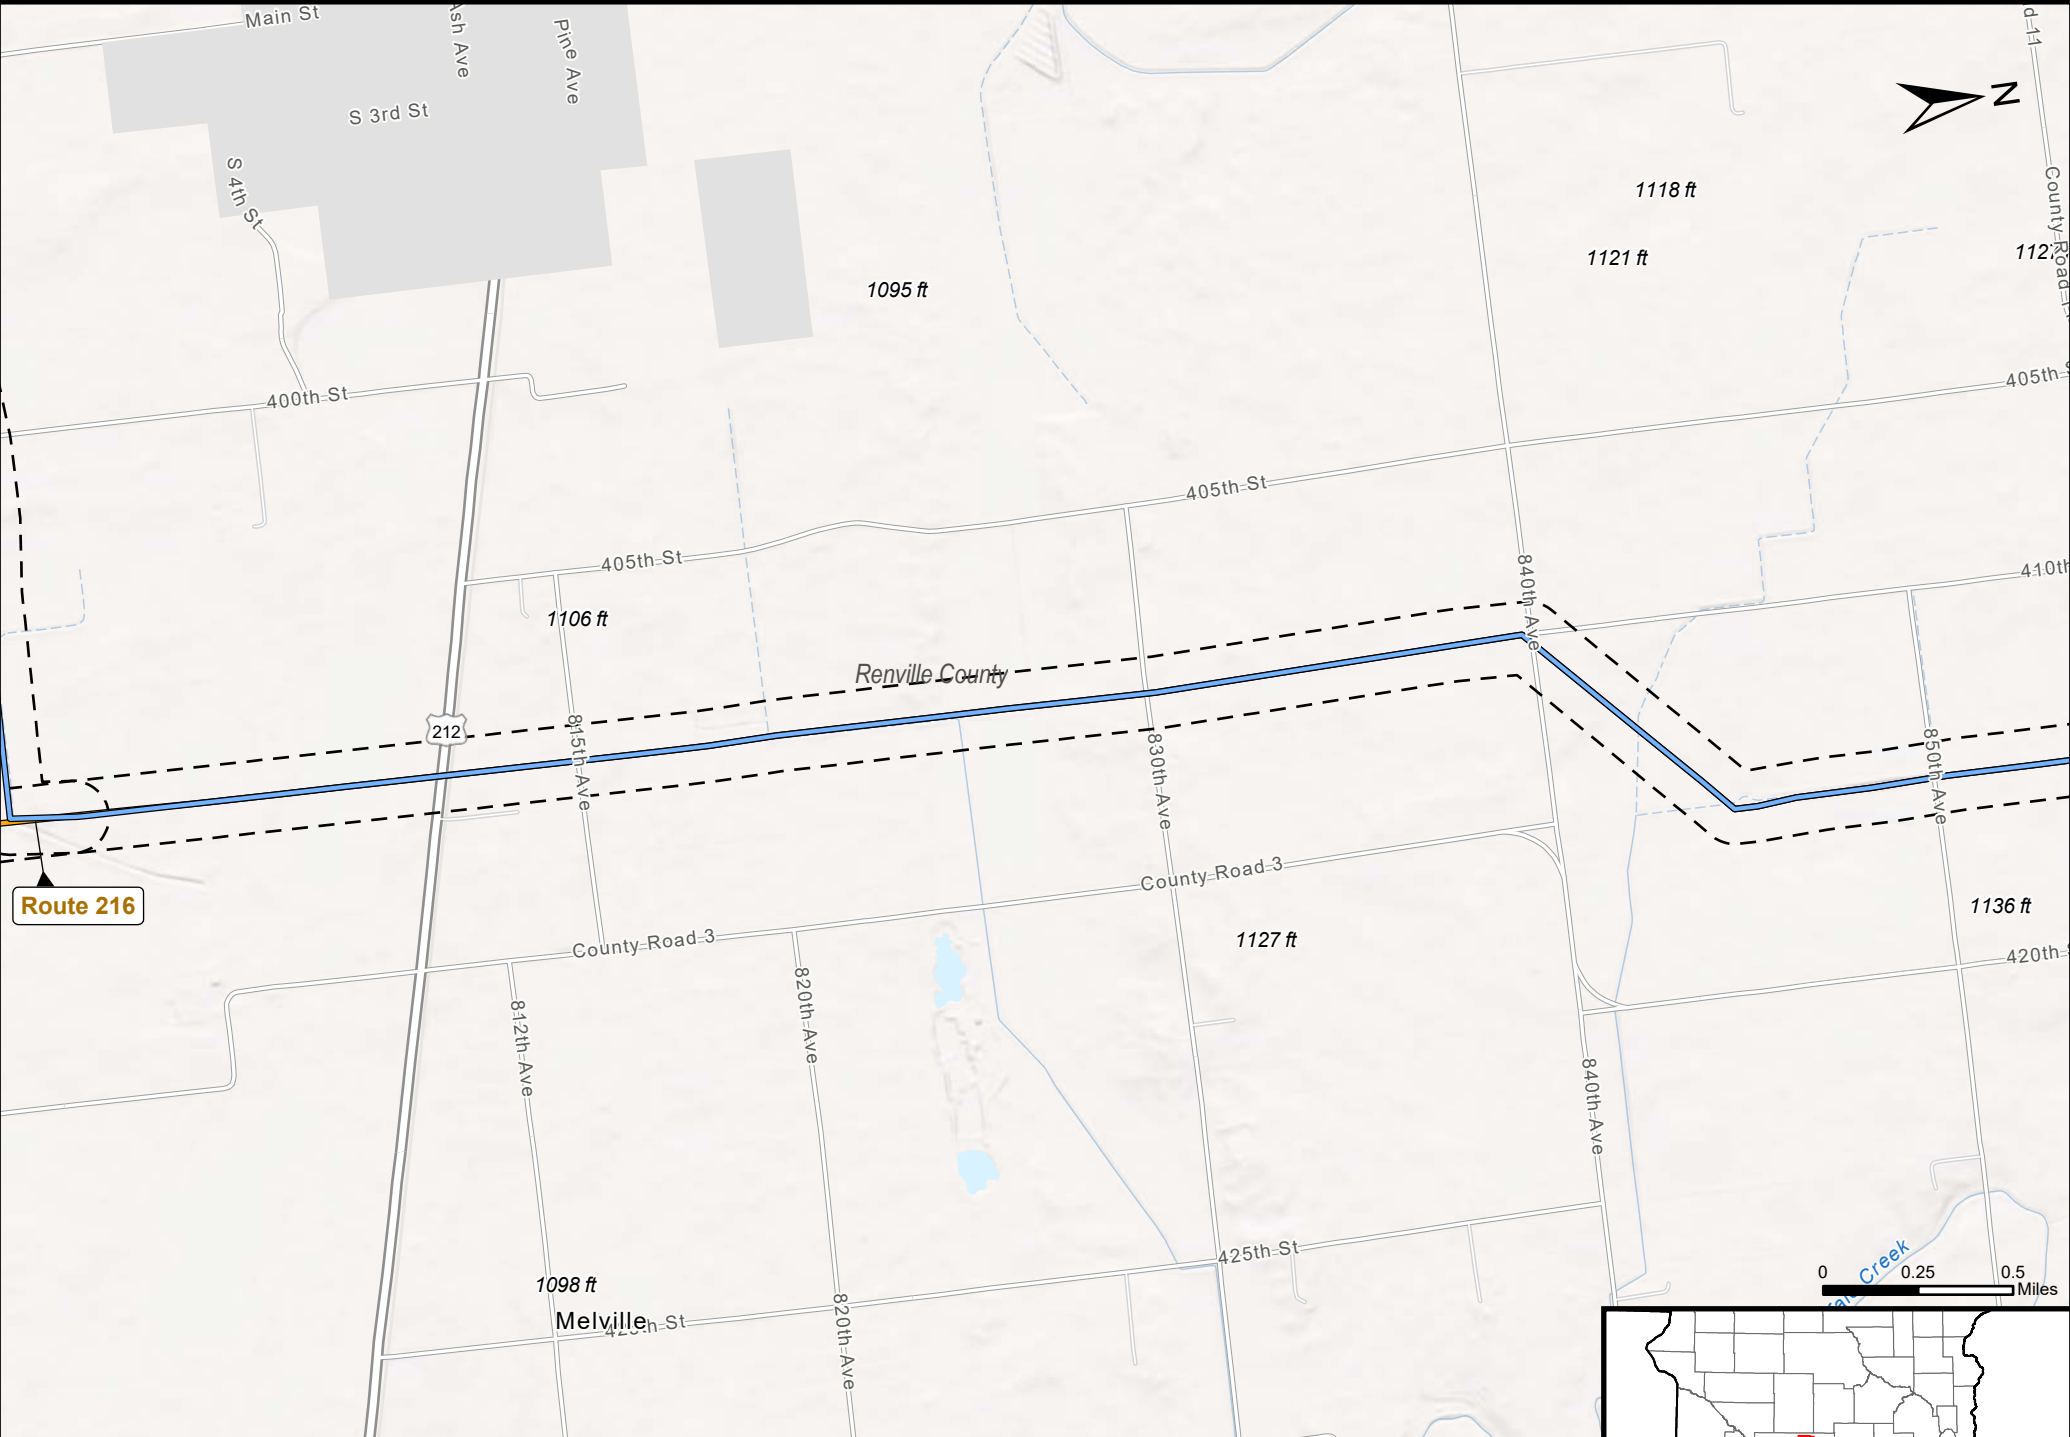 Main St
Ash Ave
Pine Ave
S 3rd St
S 4th St
N
County Road
1118 ft
1121 ft
1095 ft
400th St
405th St
405th St
405th
410th
1106 ft
Renville County
840th Ave
212
815th Ave
830th Ave
850th Ave
Route 216
County Road 3
County Road 3
1127 ft
1136 ft
420th
812th Ave
820th Ave
840th Ave
425th St
1098 ft
Melville
820th Ave
Creek
0 0.25 0.5
Miles